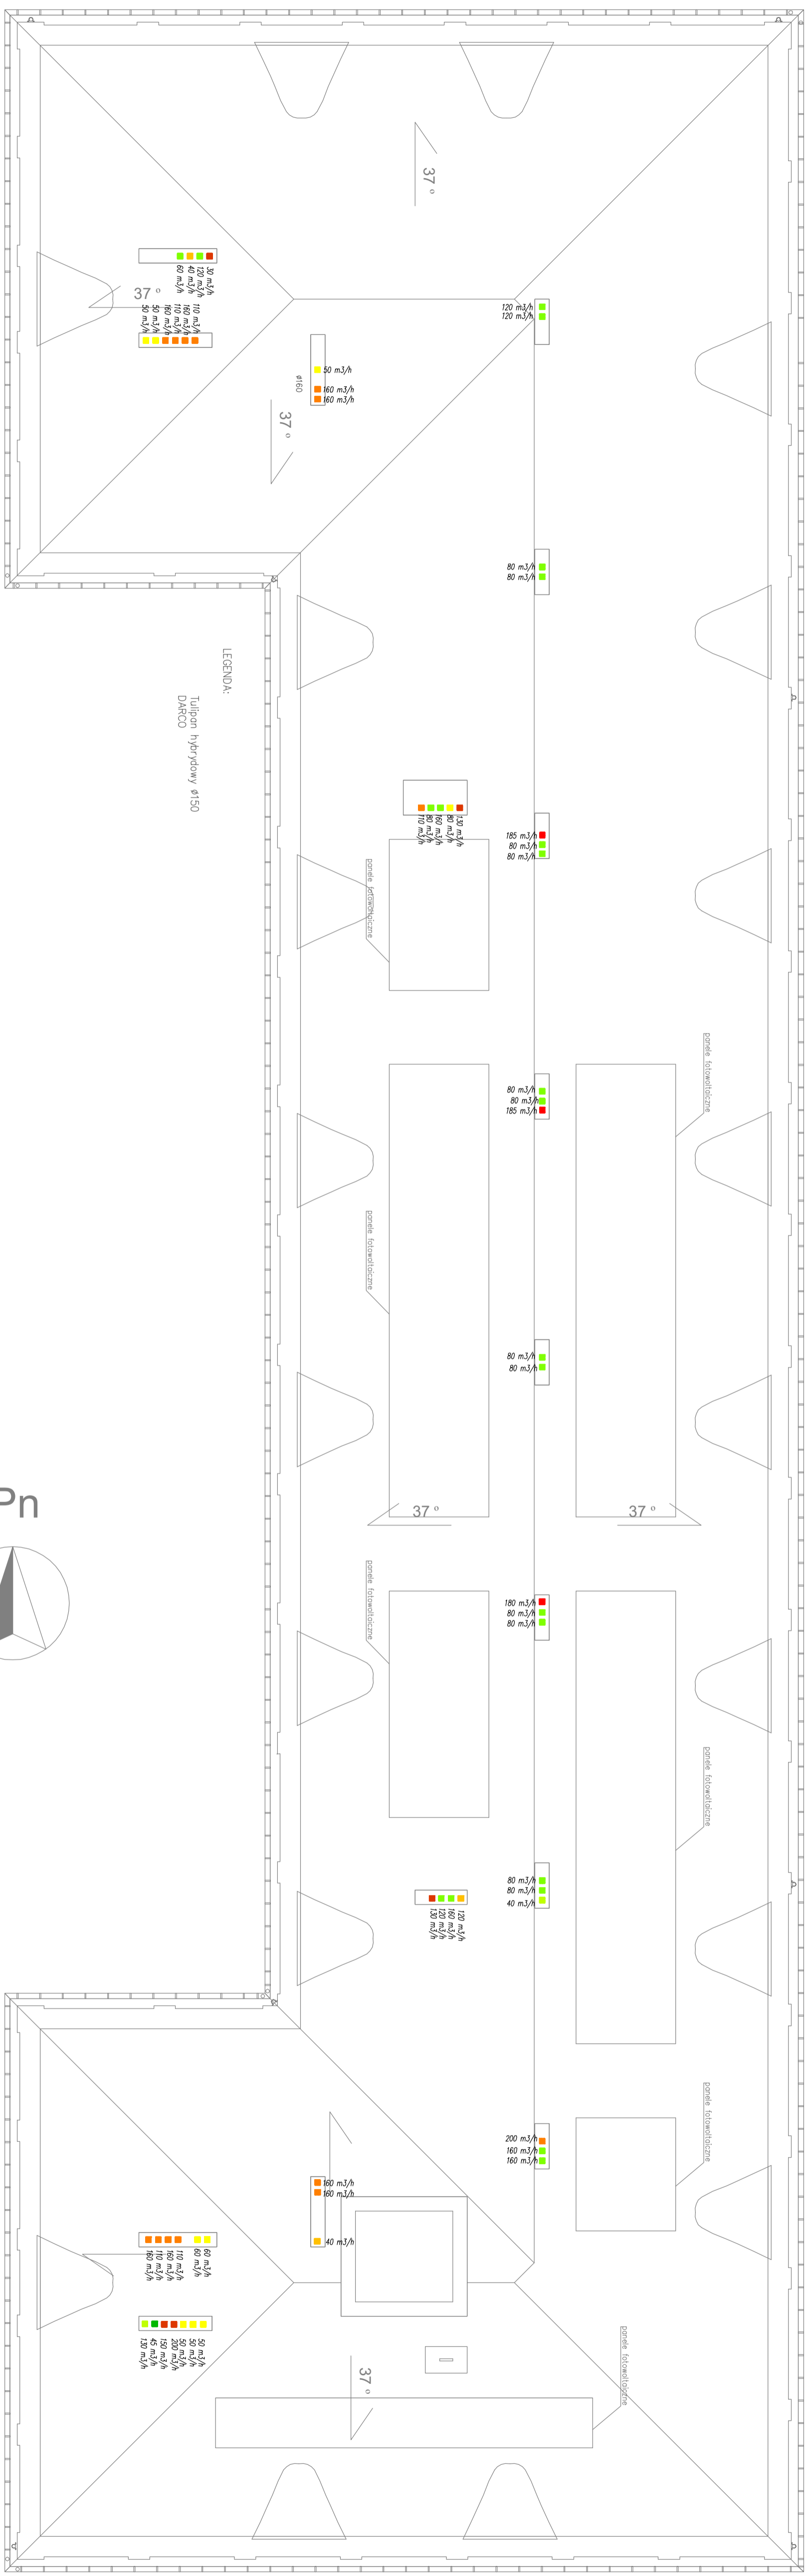 37 °
30 m3/h
120 m3/h
40 m3/h
60 m3/h
37 °
110 m3/h
160 m3/h
110 m3/h
160 m3/h
50 m3/h
50 m3/h
120 m3/h
120 m3/h
50 m3/h
160 m3/h
160 m3/h
ø160
37 °
80 m3/h
80 m3/h
LEGENDA:
Tulipan hybrydowy ø150
DARCO
130 m3/h
80 m3/h
160 m3/h
80 m3/h
110 m3/h
185 m3/h
80 m3/h
80 m3/h
panele fotowoltaiczne
panele fotowoltaiczne
80 m3/h
80 m3/h
185 m3/h
panele fotowoltaiczne
80 m3/h
80 m3/h
37 °
37 °
Pn
panele fotowoltaiczne
180 m3/h
80 m3/h
80 m3/h
panele fotowoltaiczne
80 m3/h
80 m3/h
40 m3/h
120 m3/h
160 m3/h
120 m3/h
130 m3/h
panele fotowoltaiczne
200 m3/h
160 m3/h
160 m3/h
160 m3/h
160 m3/h
40 m3/h
60 m3/h
60 m3/h
110 m3/h
160 m3/h
110 m3/h
160 m3/h
50 m3/h
50 m3/h
50 m3/h
200 m3/h
150 m3/h
45 m3/h
130 m3/h
panele fotowoltaiczne
37 °